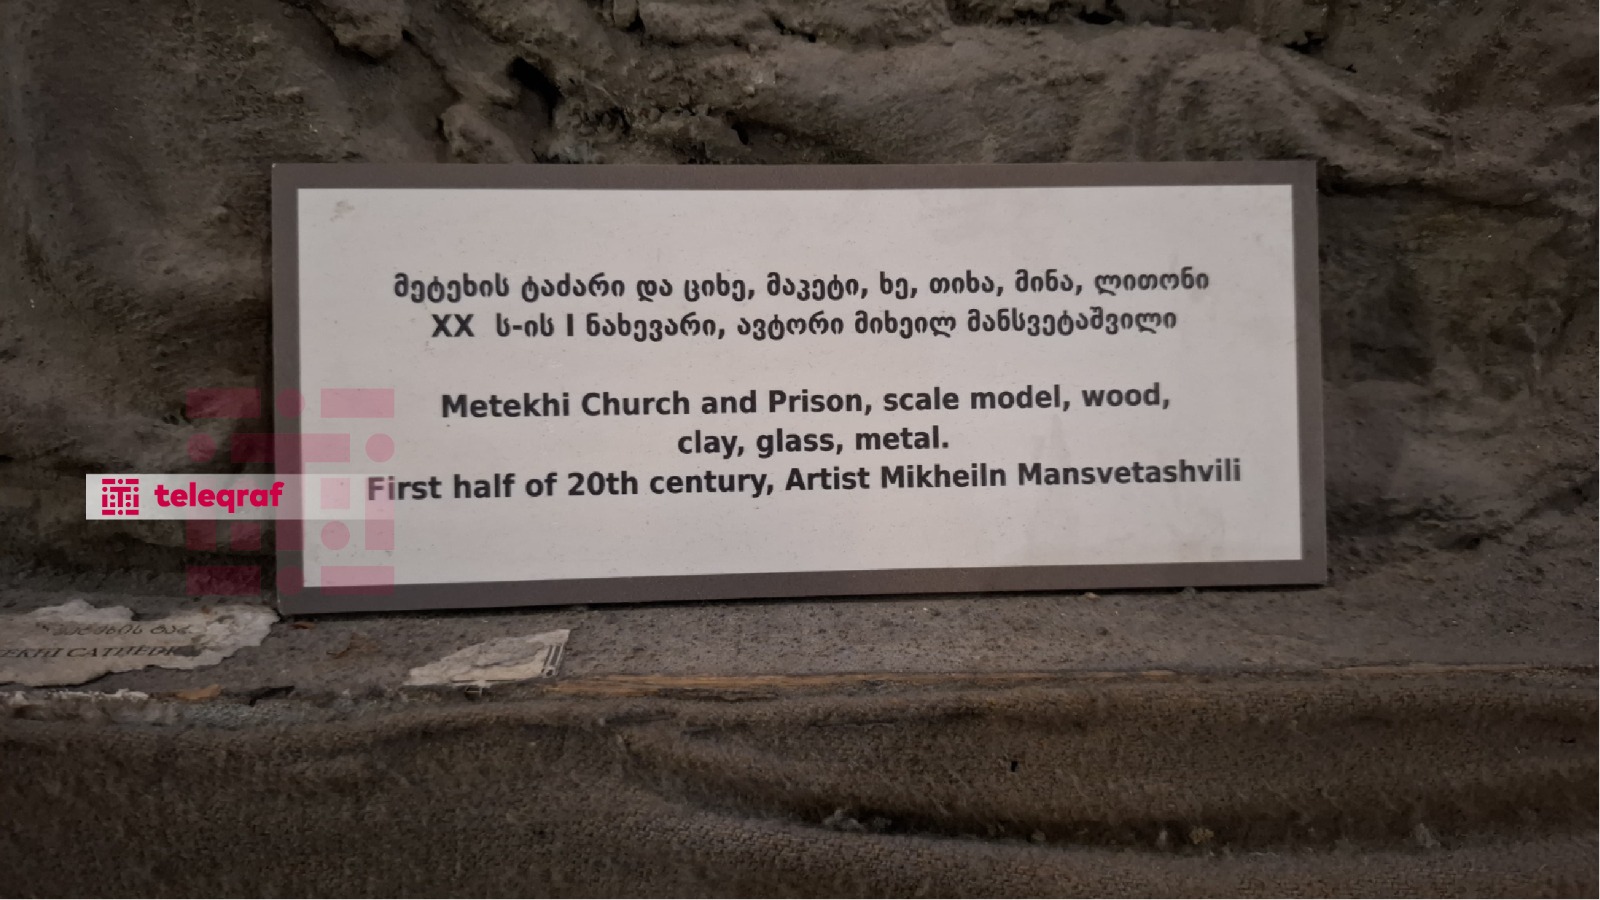 მეტეხის ტაძარი და ციხე, მაკეტი, ხე, თიხა, მინა, ლითონი
XX ს-ის I ნახევარი, ავტორი მიხეილ მანსვეტაშვილი
Metekhi Church and Prison, scale model, wood,
clay, glass, metal.
First half of 20th century, Artist Mikheiln Mansvetashvili
teleqraf